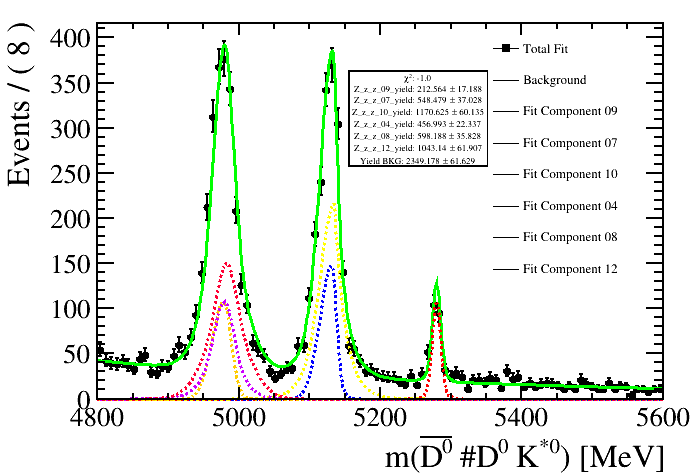 Events / ( 8 )
400
350
300
250
200
150
100
50
0
4800
5000
5200
5400
5600
m(D⁰ #D⁰ K*⁰) [MeV]
χ²: -1.0
Z_z_z_09_yield: 212.564 ± 17.188
Z_z_z_07_yield: 548.479 ± 37.028
Z_z_z_10_yield: 1170.625 ± 60.135
Z_z_z_04_yield: 456.993 ± 22.337
Z_z_z_08_yield: 598.188 ± 35.828
Z_z_z_12_yield: 1043.14 ± 61.907
Yield BKG: 2349.178 ± 61.629
Total Fit
Background
Fit Component 09
Fit Component 07
Fit Component 10
Fit Component 04
Fit Component 08
Fit Component 12